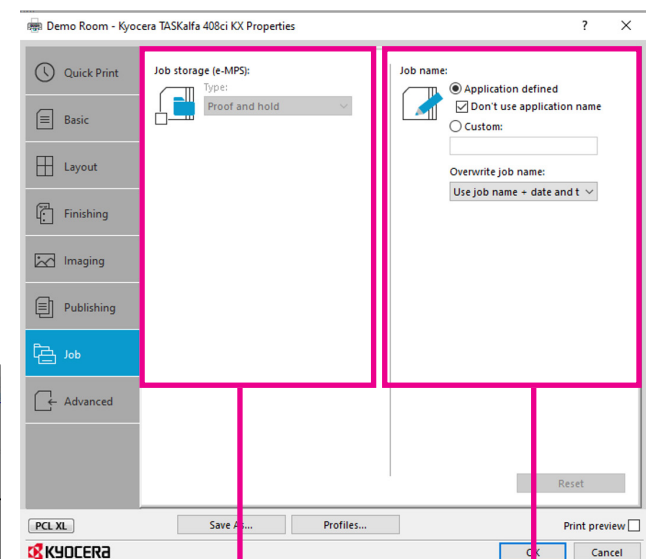 Demo Room - Kyocera TASKalfa 408ci KX Properties
? ×
Quick Print
Basic
Layout
Finishing
Imaging
Publishing
Job
Advanced
Job storage (e-MPS):
Type:
Proof and hold
Job name:
Application defined
Don't use application name
Custom:
Overwrite job name:
Use job name + date and t
Reset
PCL XL
Save As...
Profiles...
Print preview
KYOCERA
OK
Cancel